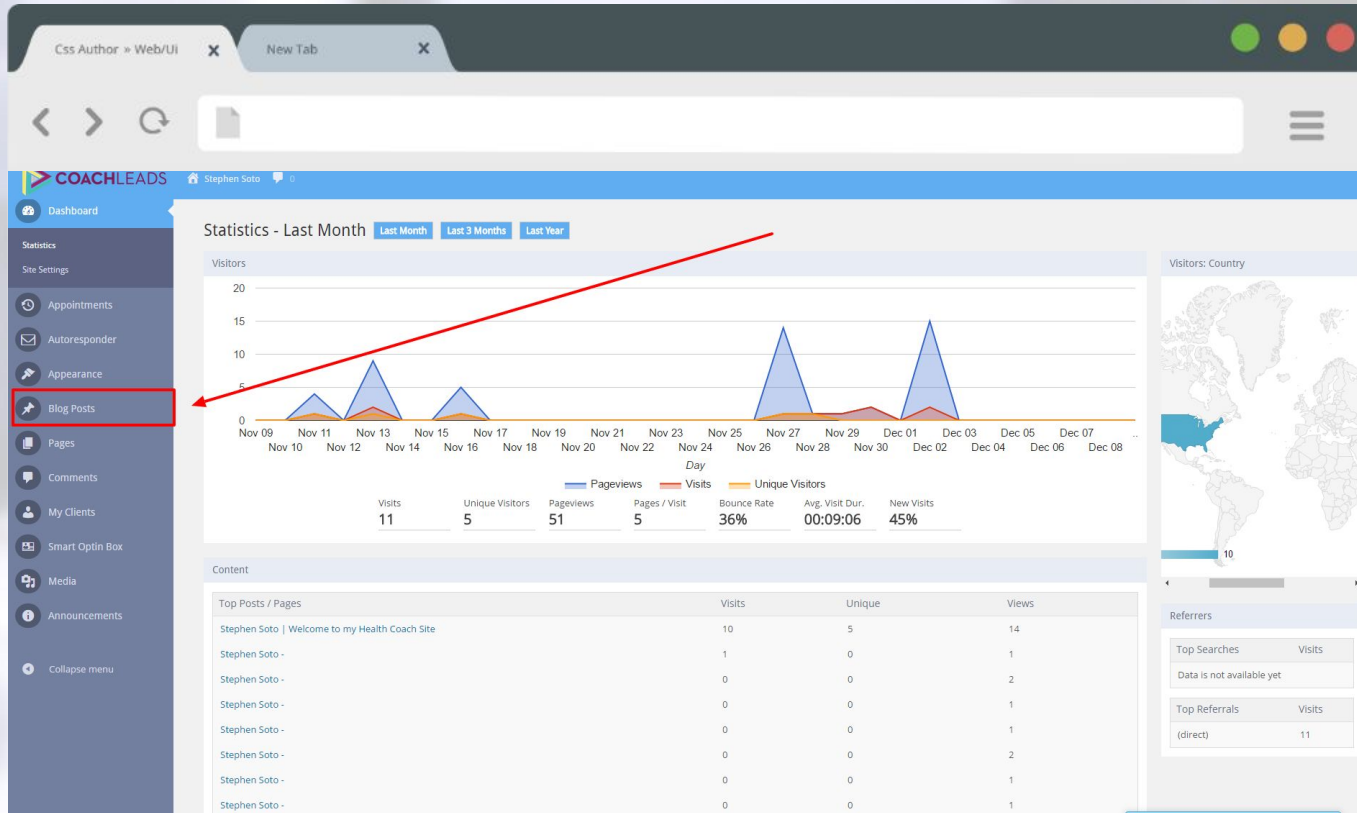 Css Author » Web/Ui
New Tab
COACHLEADS
Stephen Soto 0
Dashboard
Statistics
Site Settings
Appointments
Autoresponder
Appearance
Blog Posts
Pages
Comments
My Clients
Smart Optin Box
Media
Announcements
Collapse menu
Statistics - Last Month Last Month Last 3 Months Last Year
Visitors
20
15
10
5
0
Nov 09 Nov 11 Nov 13 Nov 15 Nov 17 Nov 19 Nov 21 Nov 23 Nov 25 Nov 27 Nov 29 Dec 01 Dec 03 Dec 05 Dec 07 ..
Nov 10 Nov 12 Nov 14 Nov 16 Nov 18 Nov 20 Nov 22 Nov 24 Nov 26 Nov 28 Nov 30 Dec 02 Dec 04 Dec 06 Dec 08
Day
Pageviews Visits Unique Visitors
Visits Unique Visitors Pageviews Pages / Visit Bounce Rate Avg. Visit Dur. New Visits
11 5 51 5 36% 00:09:06 45%
Content
Top Posts / Pages Visits Unique Views
Stephen Soto | Welcome to my Health Coach Site 10 5 14
Stephen Soto - 1 0 1
Stephen Soto - 0 0 2
Stephen Soto - 0 0 1
Stephen Soto - 0 0 1
Stephen Soto - 0 0 2
Stephen Soto - 0 0 1
Stephen Soto - 0 0 1
Visitors: Country
10
Referrers
Top Searches Visits
Data is not available yet
Top Referrals Visits
(direct) 11